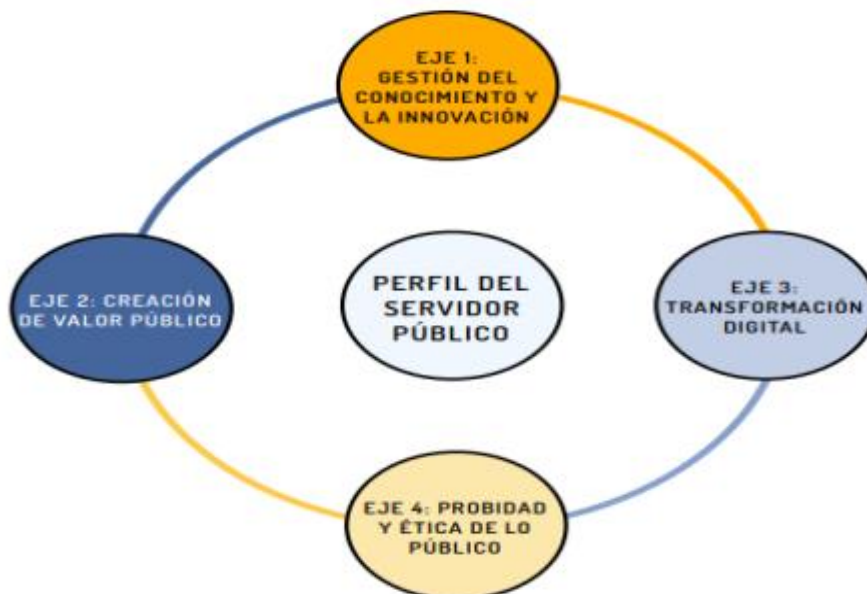 EJE 1:
GESTIÓN DEL
CONOCIMIENTO Y
LA INNOVACIÓN
EJE 2: CREACIÓN
DE VALOR PÚBLICO
PERFIL DEL
SERVIDOR
PÚBLICO
EJE 3:
TRANSFORMACIÓN
DIGITAL
EJE 4: PROBIDAD
Y ÉTICA DE LO
PÚBLICO